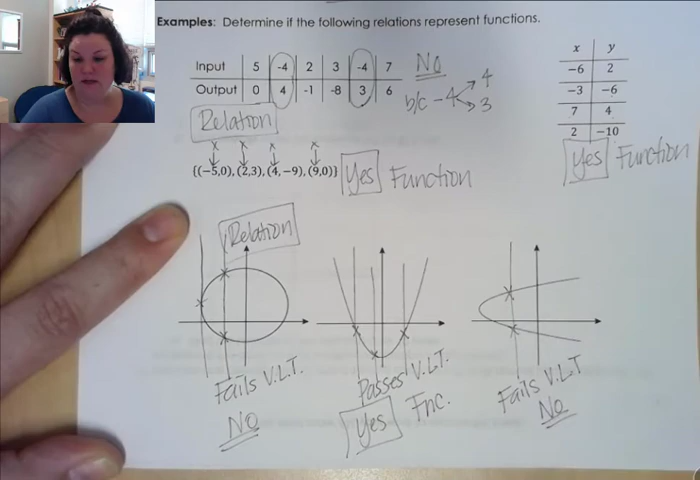 Examples: Determine if the following relations represent functions.
Input 5 -4 2 3 -4 7
Output 0 4 -1 -8 3 6
No
b/c -4 4
3
Relation
x y
-6 2
-3 -6
7 4
2 -10
Yes Function
x x x x
{(-5,0), (2,3), (4,-9), (9,0)} Yes Function
Relation
Fails V.L.T.
No
Passes V.L.T.
Yes Fnc.
Fails V.L.T
No